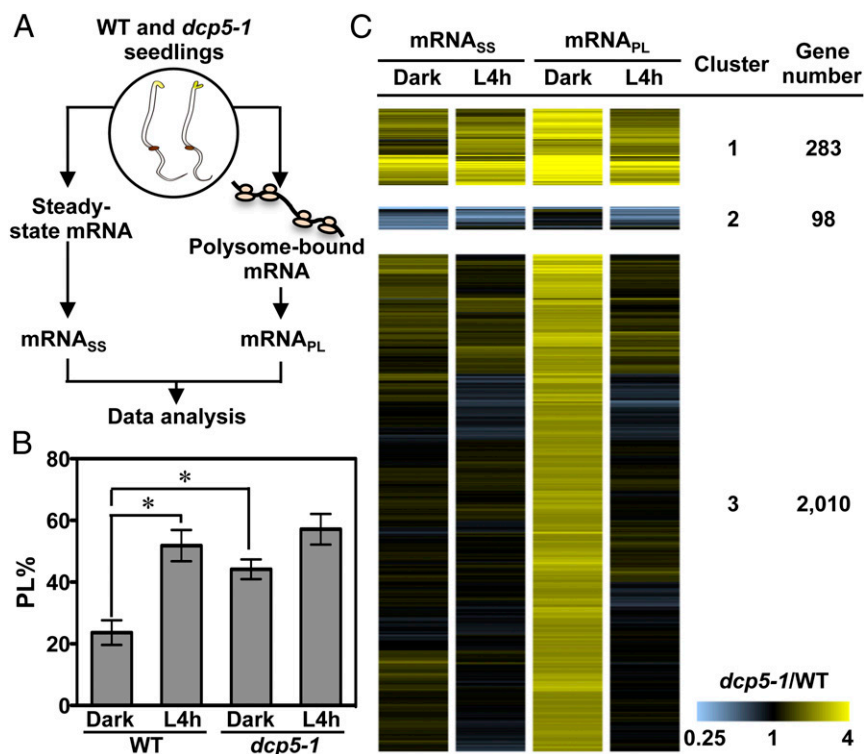 A
WT and dcp5-1
seedlings
Steady-
state mRNA
Polysome-bound
mRNA
mRNASS
mRNAPL
Data analysis
B
PL%
80
60
40
20
0
*
*
Dark
L4h
Dark
L4h
WT
dcp5-1
C
mRNASS
mRNAPL
Dark
L4h
Dark
L4h
Cluster
Gene
number
1
283
2
98
3
2,010
dcp5-1/WT
0.25
1
4